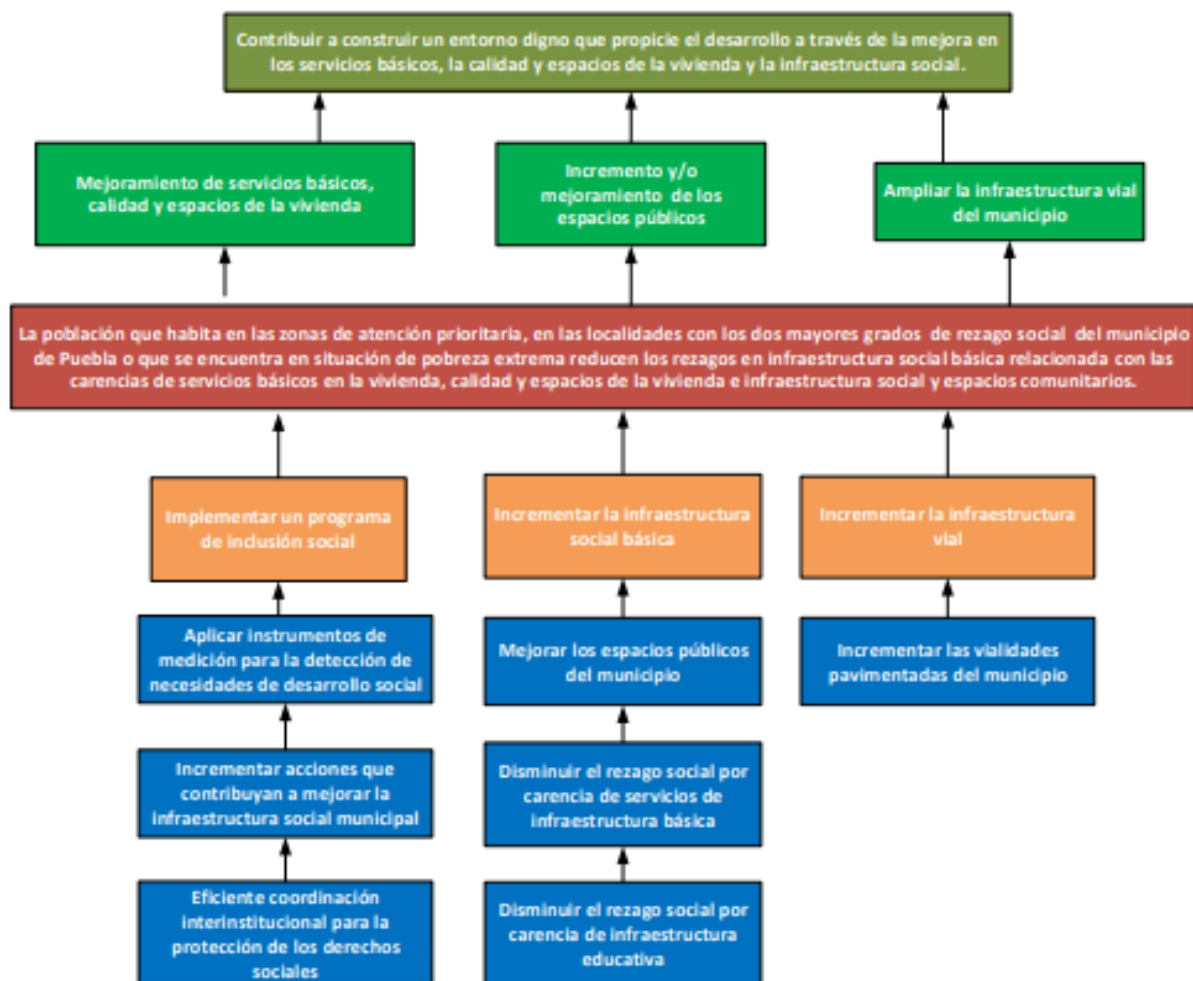 Contribuir a construir un entorno digno que propicie el desarrollo a través de la mejora en
los servicios básicos, la calidad y espacios de la vivienda y la infraestructura social.
Mejoramiento de servicios básicos,
calidad y espacios de la vivienda
Incremento y/o
mejoramiento de los
espacios públicos
Ampliar la infraestructura vial
del municipio
La población que habita en las zonas de atención prioritaria, en las localidades con los dos mayores grados de rezago social del municipio
de Puebla o que se encuentra en situación de pobreza extrema reducen los rezagos en infraestructura social básica relacionada con las
carencias de servicios básicos en la vivienda, calidad y espacios de la vivienda e infraestructura social y espacios comunitarios.
Implementar un programa
de inclusión social
Incrementar la infraestructura
social básica
Incrementar la infraestructura
vial
Aplicar instrumentos de
medición para la detección de
necesidades de desarrollo social
Mejorar los espacios públicos
del municipio
Incrementar las vialidades
pavimentadas del municipio
Incrementar acciones que
contribuyan a mejorar la
infraestructura social municipal
Disminuir el rezago social por
carencia de servicios de
infraestructura básica
Eficiente coordinación
interinstitucional para la
protección de los derechos
sociales
Disminuir el rezago social por
carencia de infraestructura
educativa